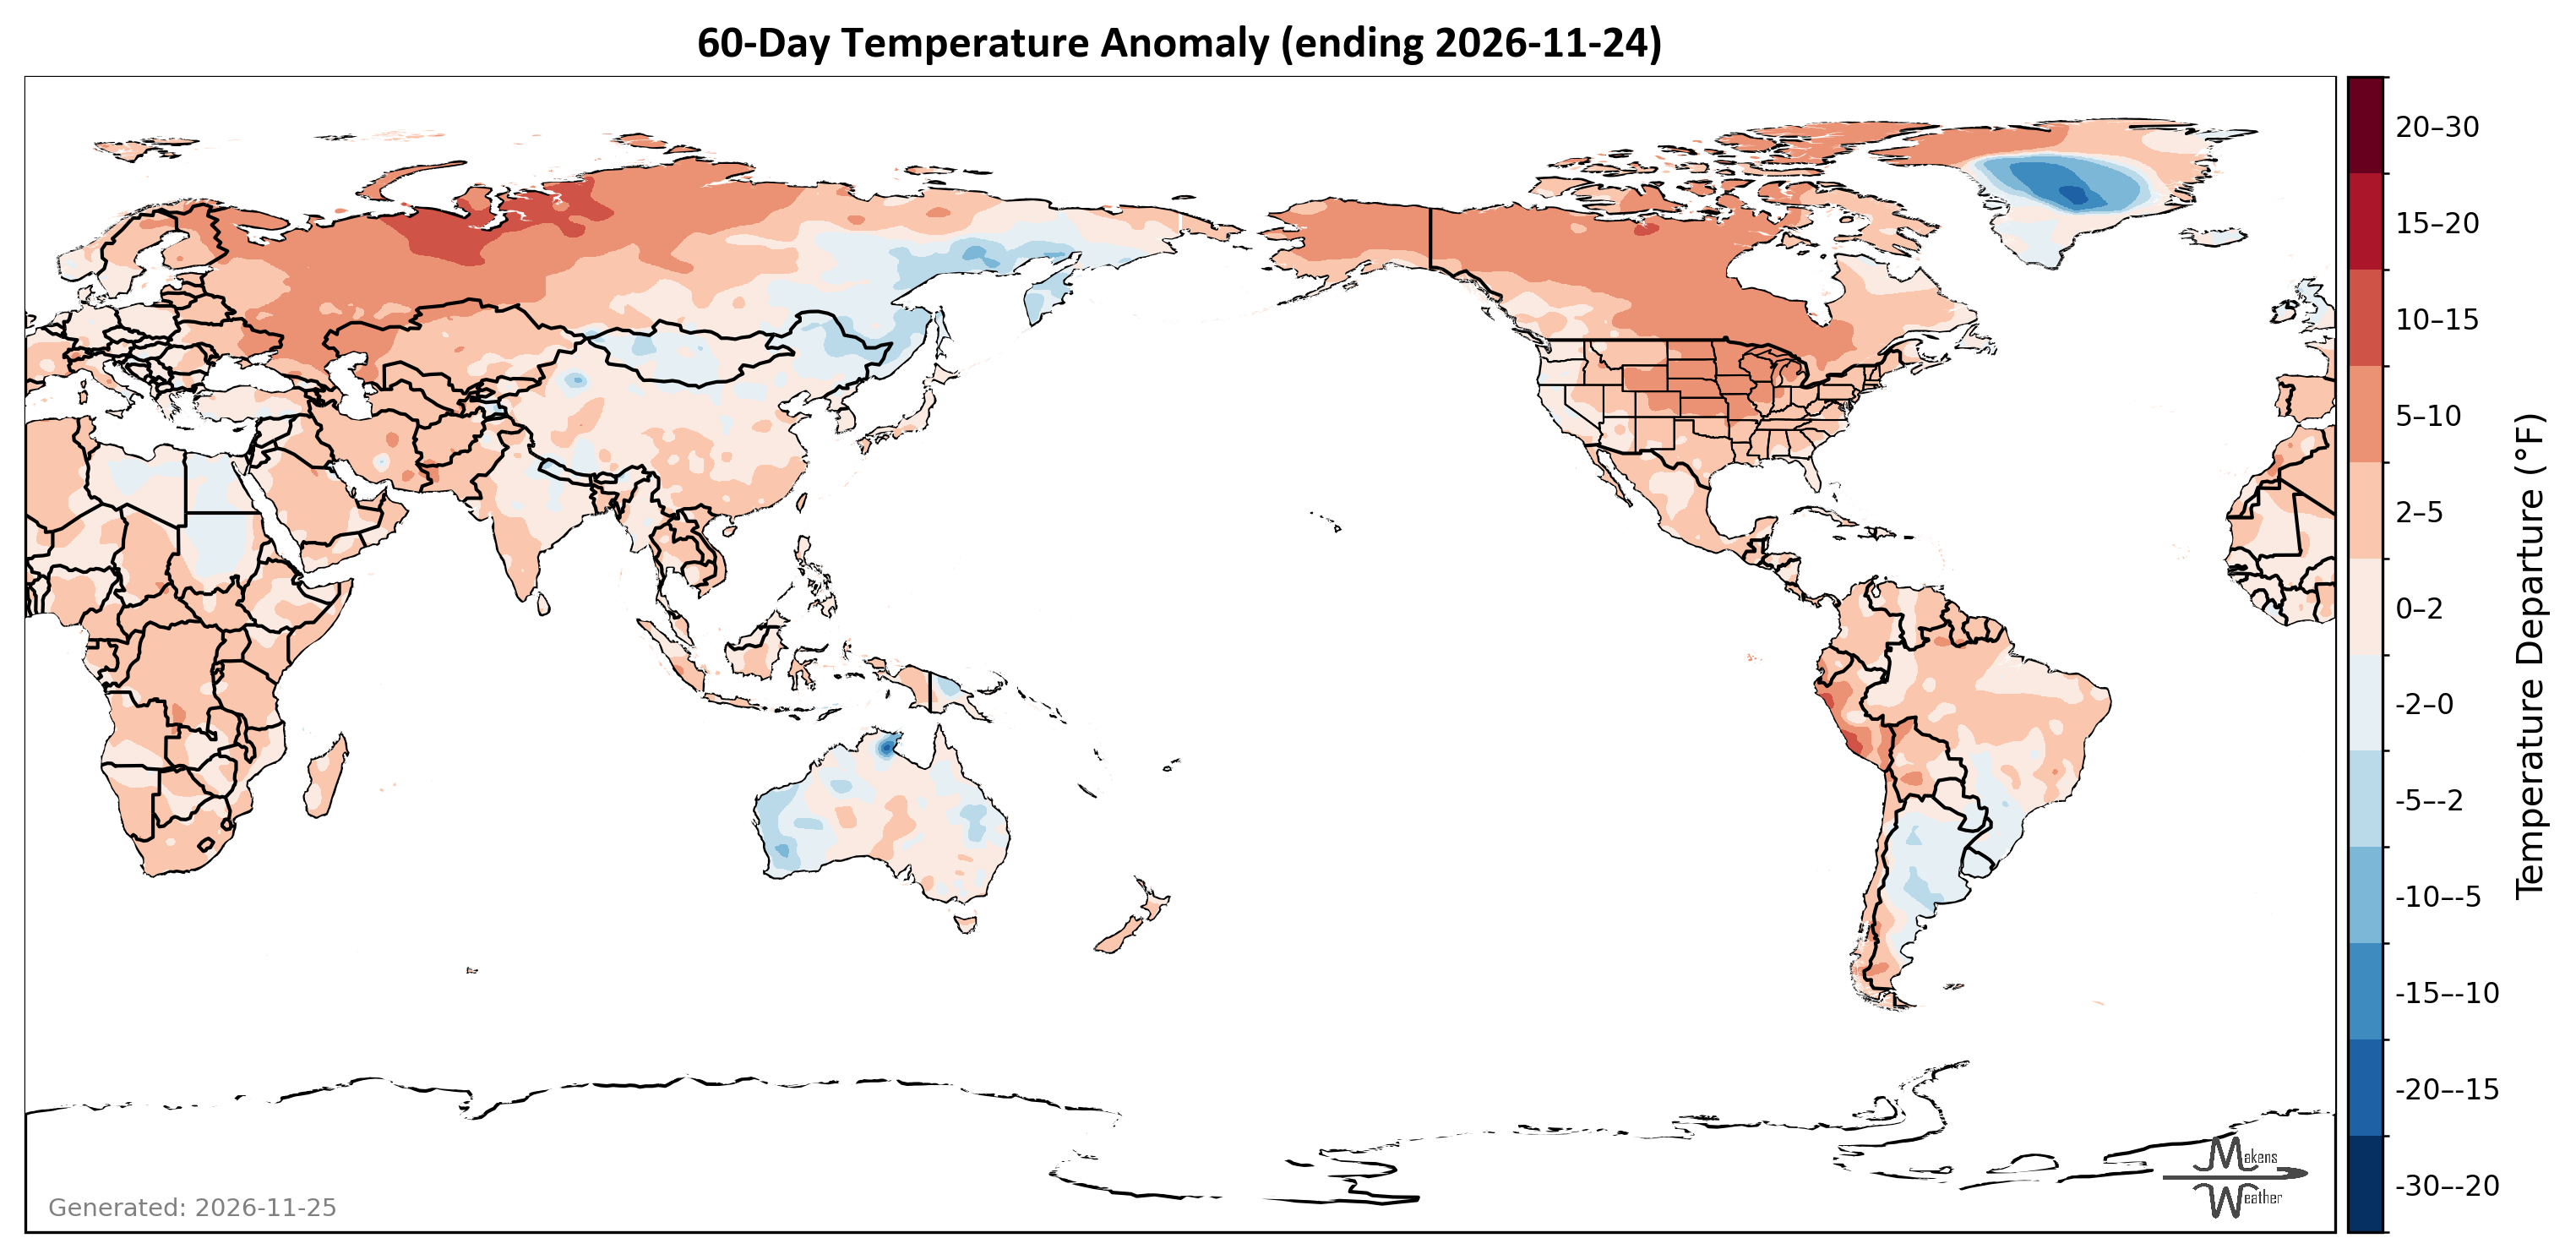 60-Day Temperature Anomaly (ending 2026-11-24)
20–30
15–20
10–15
5–10
2–5
0–2
-2–0
-5–-2
-10–-5
-15–-10
-20–-15
-30–-20
Temperature Departure (°F)
Generated: 2026-11-25
Makens
Weather